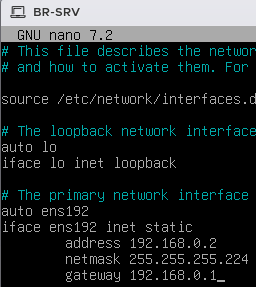 BR-SRV
GNU nano 7.2
# This file describes the networ
# and how to activate them. For
source /etc/network/interfaces.d
# The loopback network interface
auto lo
iface lo inet loopback
# The primary network interface
auto ens192
iface ens192 inet static
address 192.168.0.2
netmask 255.255.255.224
gateway 192.168.0.1_